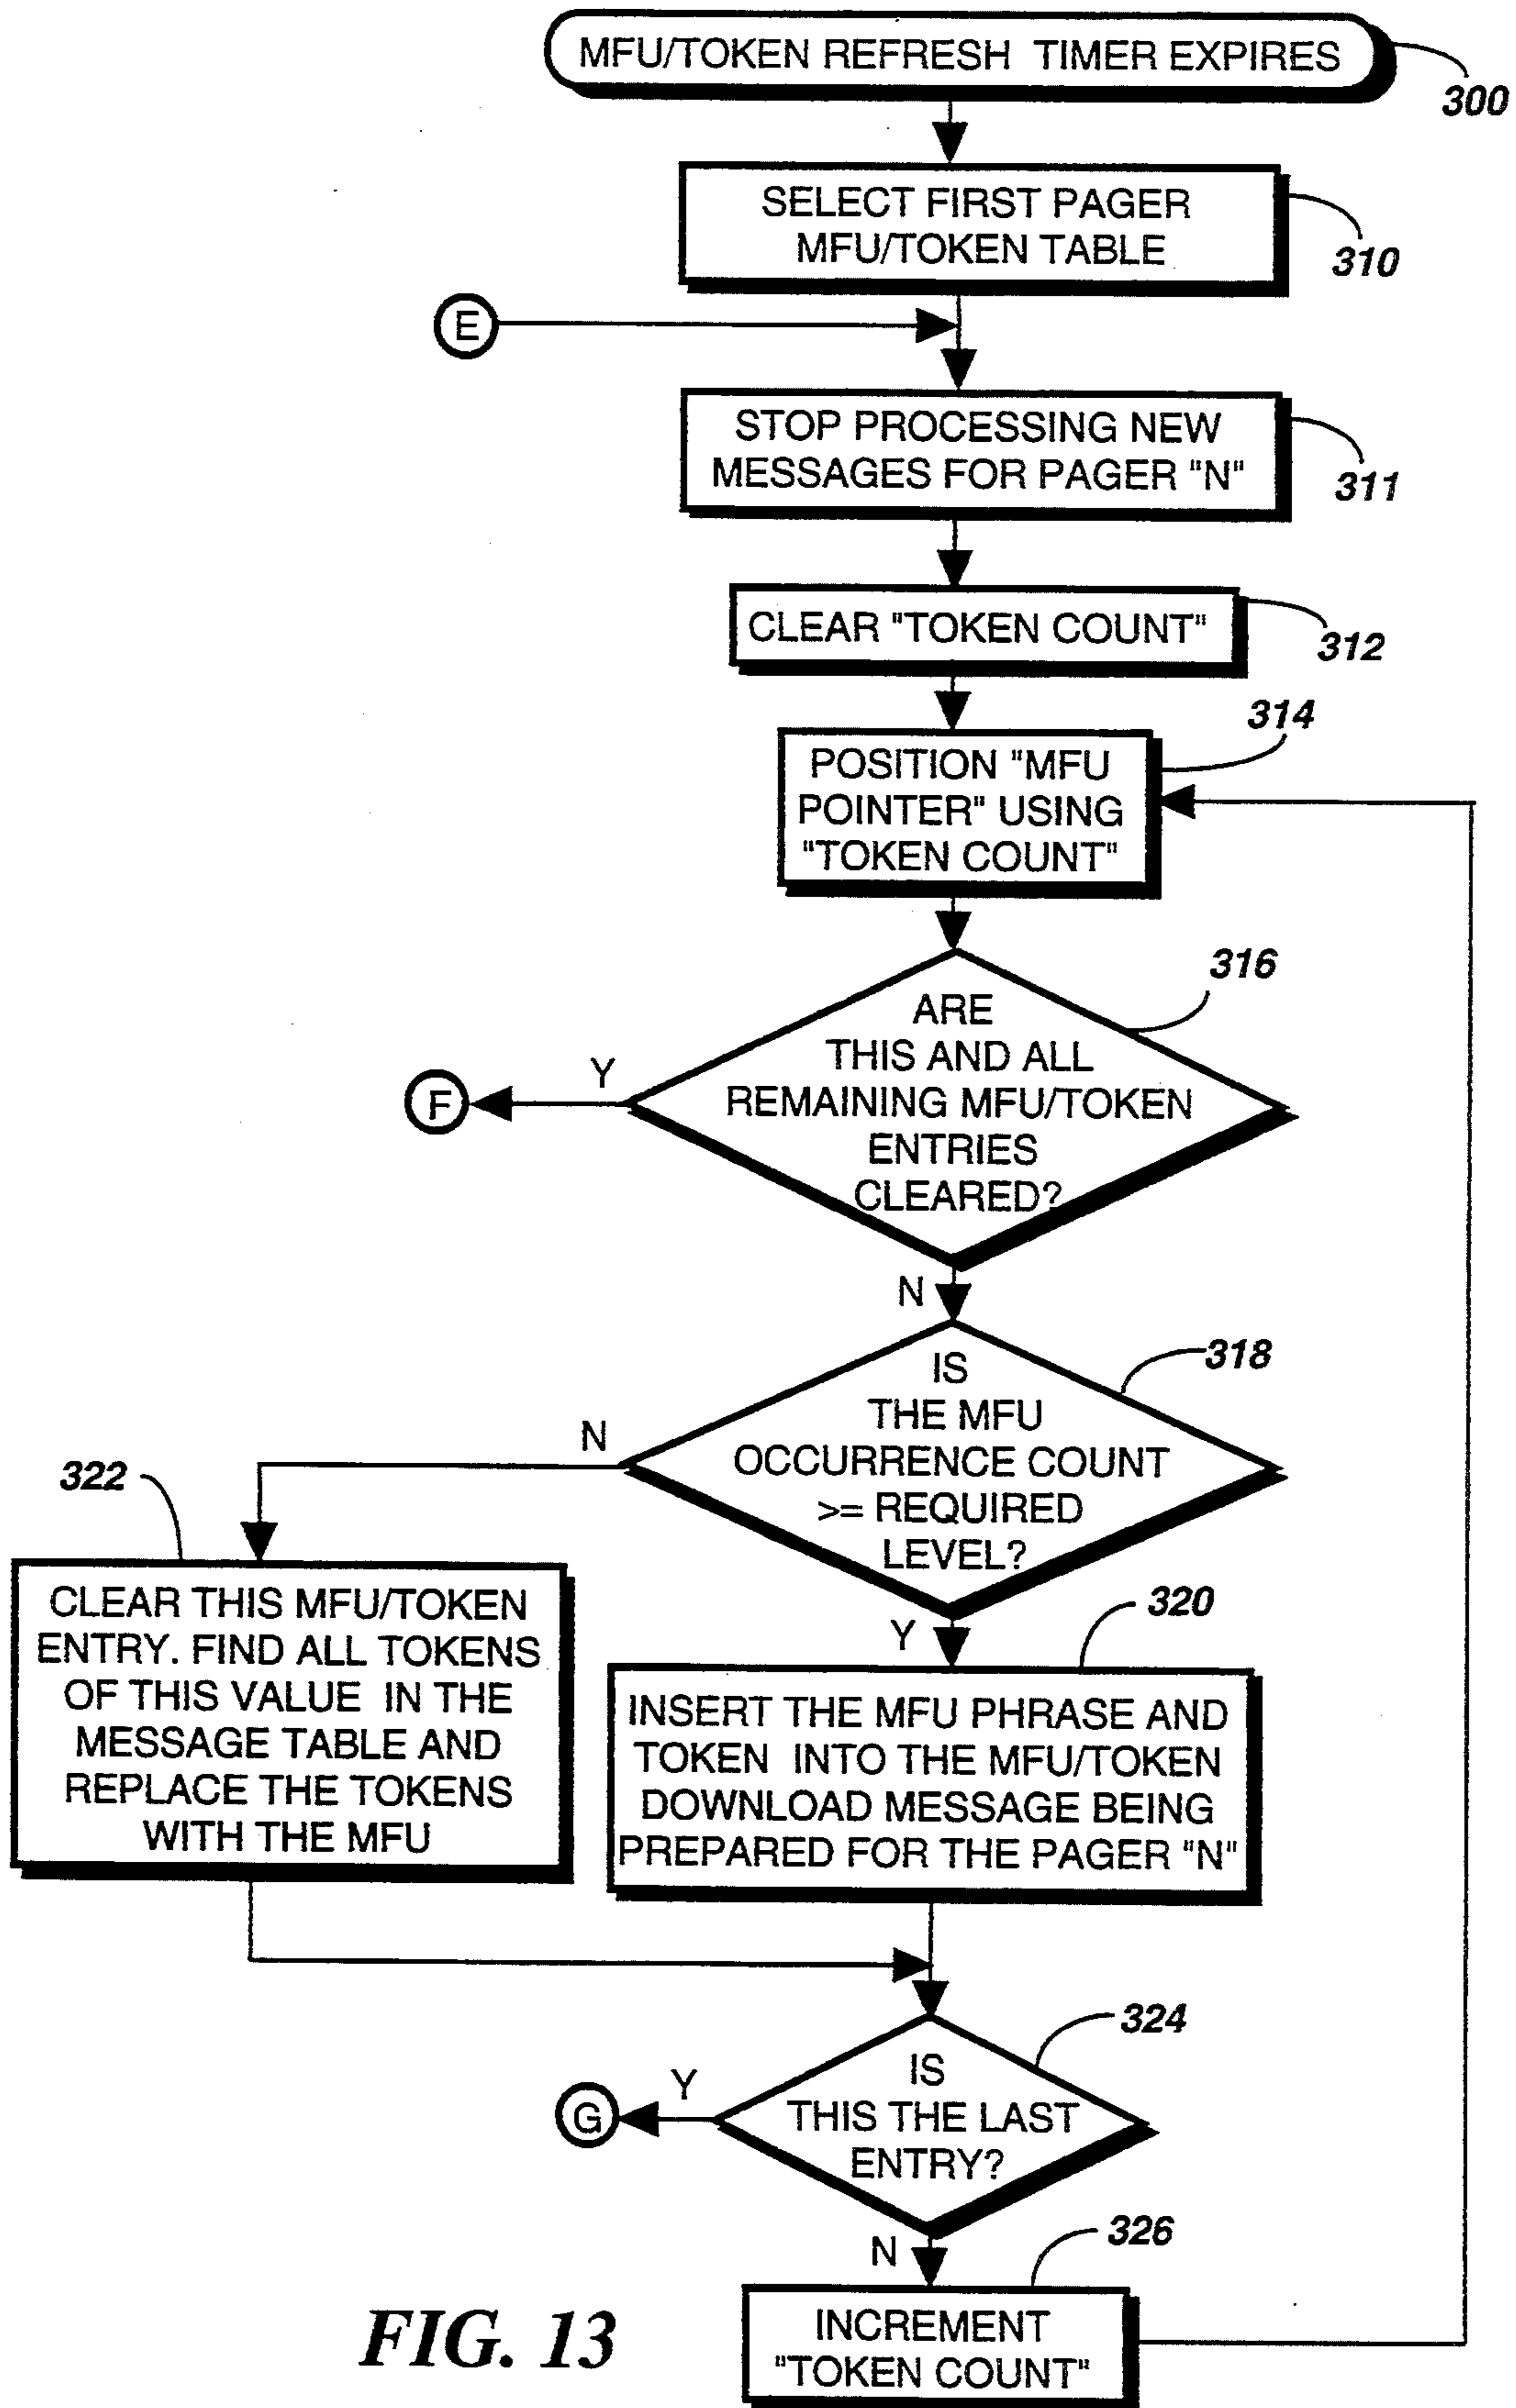 MFU/TOKEN REFRESH TIMER EXPIRES
300
SELECT FIRST PAGER
MFU/TOKEN TABLE
310
E
STOP PROCESSING NEW
MESSAGES FOR PAGER "N"
311
CLEAR "TOKEN COUNT"
312
314
POSITION "MFU
POINTER" USING
"TOKEN COUNT"
316
ARE
THIS AND ALL
REMAINING MFU/TOKEN
ENTRIES
CLEARED?
Y
F
N
318
IS
THE MFU
OCCURRENCE COUNT
>= REQUIRED
LEVEL?
N
322
CLEAR THIS MFU/TOKEN
ENTRY. FIND ALL TOKENS
OF THIS VALUE IN THE
MESSAGE TABLE AND
REPLACE THE TOKENS
WITH THE MFU
Y
320
INSERT THE MFU PHRASE AND
TOKEN INTO THE MFU/TOKEN
DOWNLOAD MESSAGE BEING
PREPARED FOR THE PAGER "N"
324
IS
THIS THE LAST
ENTRY?
Y
G
N
326
INCREMENT
"TOKEN COUNT"
FIG. 13